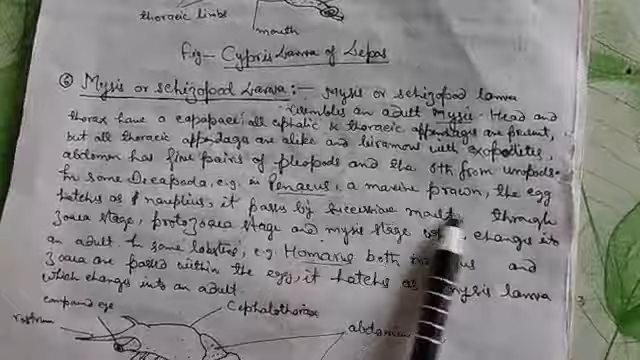 thoracic limbs
mouth
Fig:- Cypris Larva of Lepas
⑥ Mysis or schizopod Larva :- Mysis or schizopod larva
resembles an adult Mysis. Head and
thorax have a carapace; all cephalic & thoracic appendages are present,
but all thoracic appendages are alike and biramous with exopodites,
abdomen has five pairs of pleopods and the 6th from uropods.
In some Decapoda, e.g. in Penaeus, a marine prawn, the egg
hatches as nauplius, it passes by successive moults through
zoaea stage, protozoaea stage and mysis stage changes into
an adult. In some lobsters, e.g. Homarus both and
zoaea are passed within the egg, it hatches as mysis larva
which changes into an adult.
compound eye
Cephalothorax
rostrum
abdomen